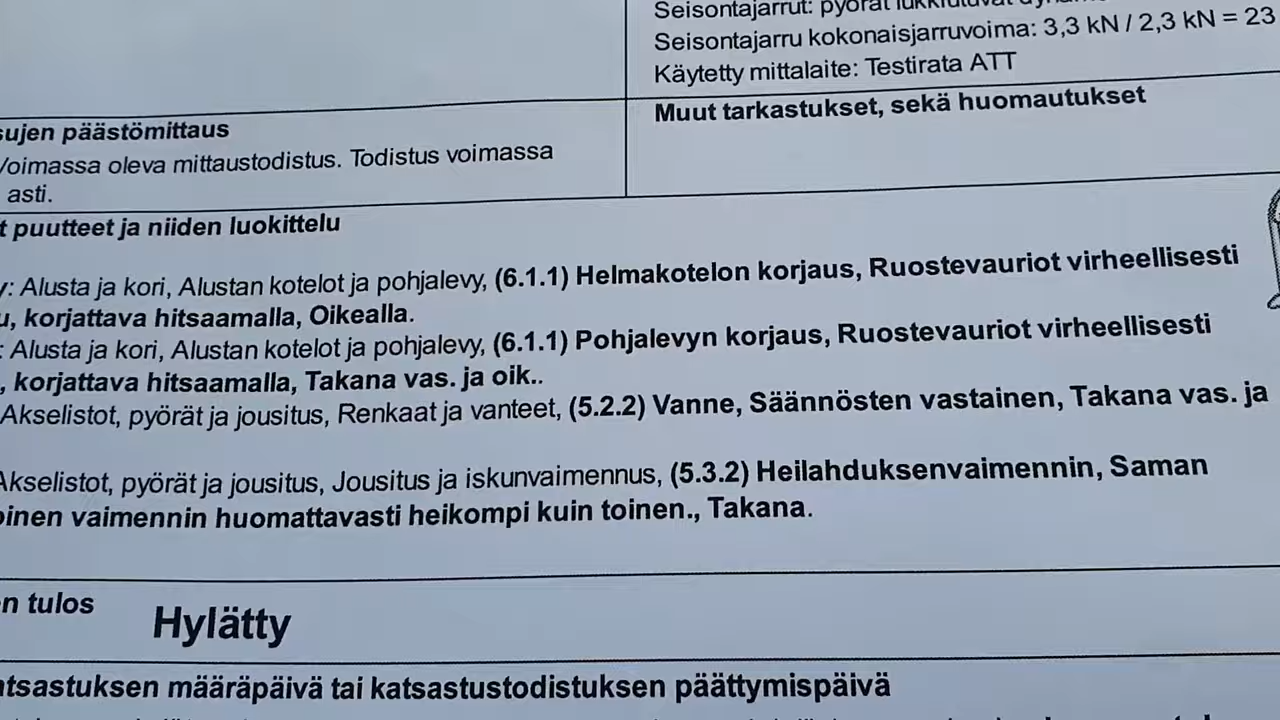 Seisontajarrut: pyörät
Seisontajarru kokonaisjarruvoima: 3,3 kN / 2,3 kN = 23
Käytetty mittalaite: Testirata ATT
Muut tarkastukset, sekä huomautukset
sujen päästömittaus
Voimassa oleva mittaustodistus. Todistus voimassa
asti.
t puutteet ja niiden luokittelu
y: Alusta ja kori, Alustan kotelot ja pohjalevy, (6.1.1) Helmakotelon korjaus, Ruostevauriot virheellisesti
u, korjattava hitsaamalla, Oikealla.
: Alusta ja kori, Alustan kotelot ja pohjalevy, (6.1.1) Pohjalevyn korjaus, Ruostevauriot virheellisesti
, korjattava hitsaamalla, Takana vas. ja oik..
Akselistot, pyörät ja jousitus, Renkaat ja vanteet, (5.2.2) Vanne, Säännösten vastainen, Takana vas. ja
Akselistot, pyörät ja jousitus, Jousitus ja iskunvaimennus, (5.3.2) Heilahduksenvaimennin, Saman
oinen vaimennin huomattavasti heikompi kuin toinen., Takana.
n tulos
Hylätty
atsastuksen määräpäivä tai katsastustodistuksen päättymispäivä